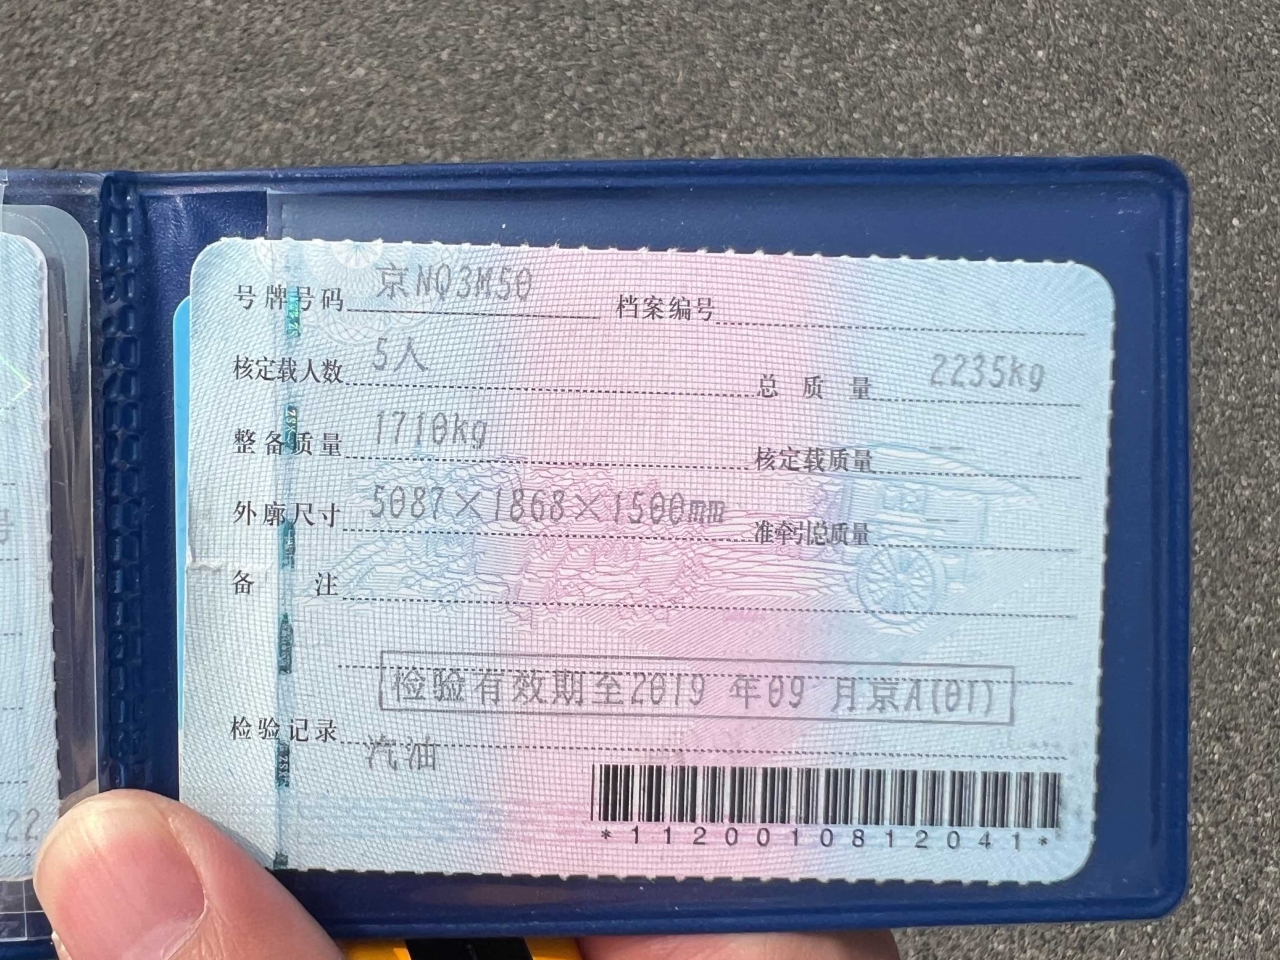 号牌号码 京NQ3M50 档案编号
核定载人数 5人 总质量 2235kg
整备质量 1710kg 核定载质量 --
外廓尺寸 5087×1868×1500mm 准牵引总质量 --
备注
检验有效期至2019 年09 月京A(01)
检验记录
汽油
*1120010812041*
号
22